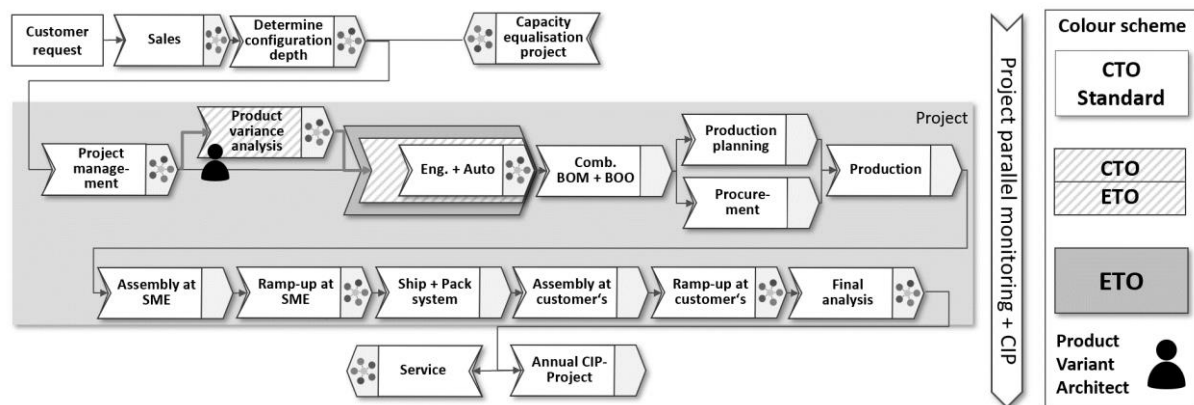 Customer
request
Sales
Determine
configuration
depth
Capacity
equalisation
project
Project
Project
manage-
ment
Product
variance
analysis
Eng. + Auto
Comb.
BOM + BOO
Production
planning
Procure-
ment
Production
Assembly at
SME
Ramp-up at
SME
Ship + Pack
system
Assembly at
customer‘s
Ramp-up at
customer‘s
Final
analysis
Service
Annual CIP-
Project
Project parallel monitoring + CIP
Colour scheme
CTO
Standard
CTO
ETO
ETO
Product
Variant
Architect